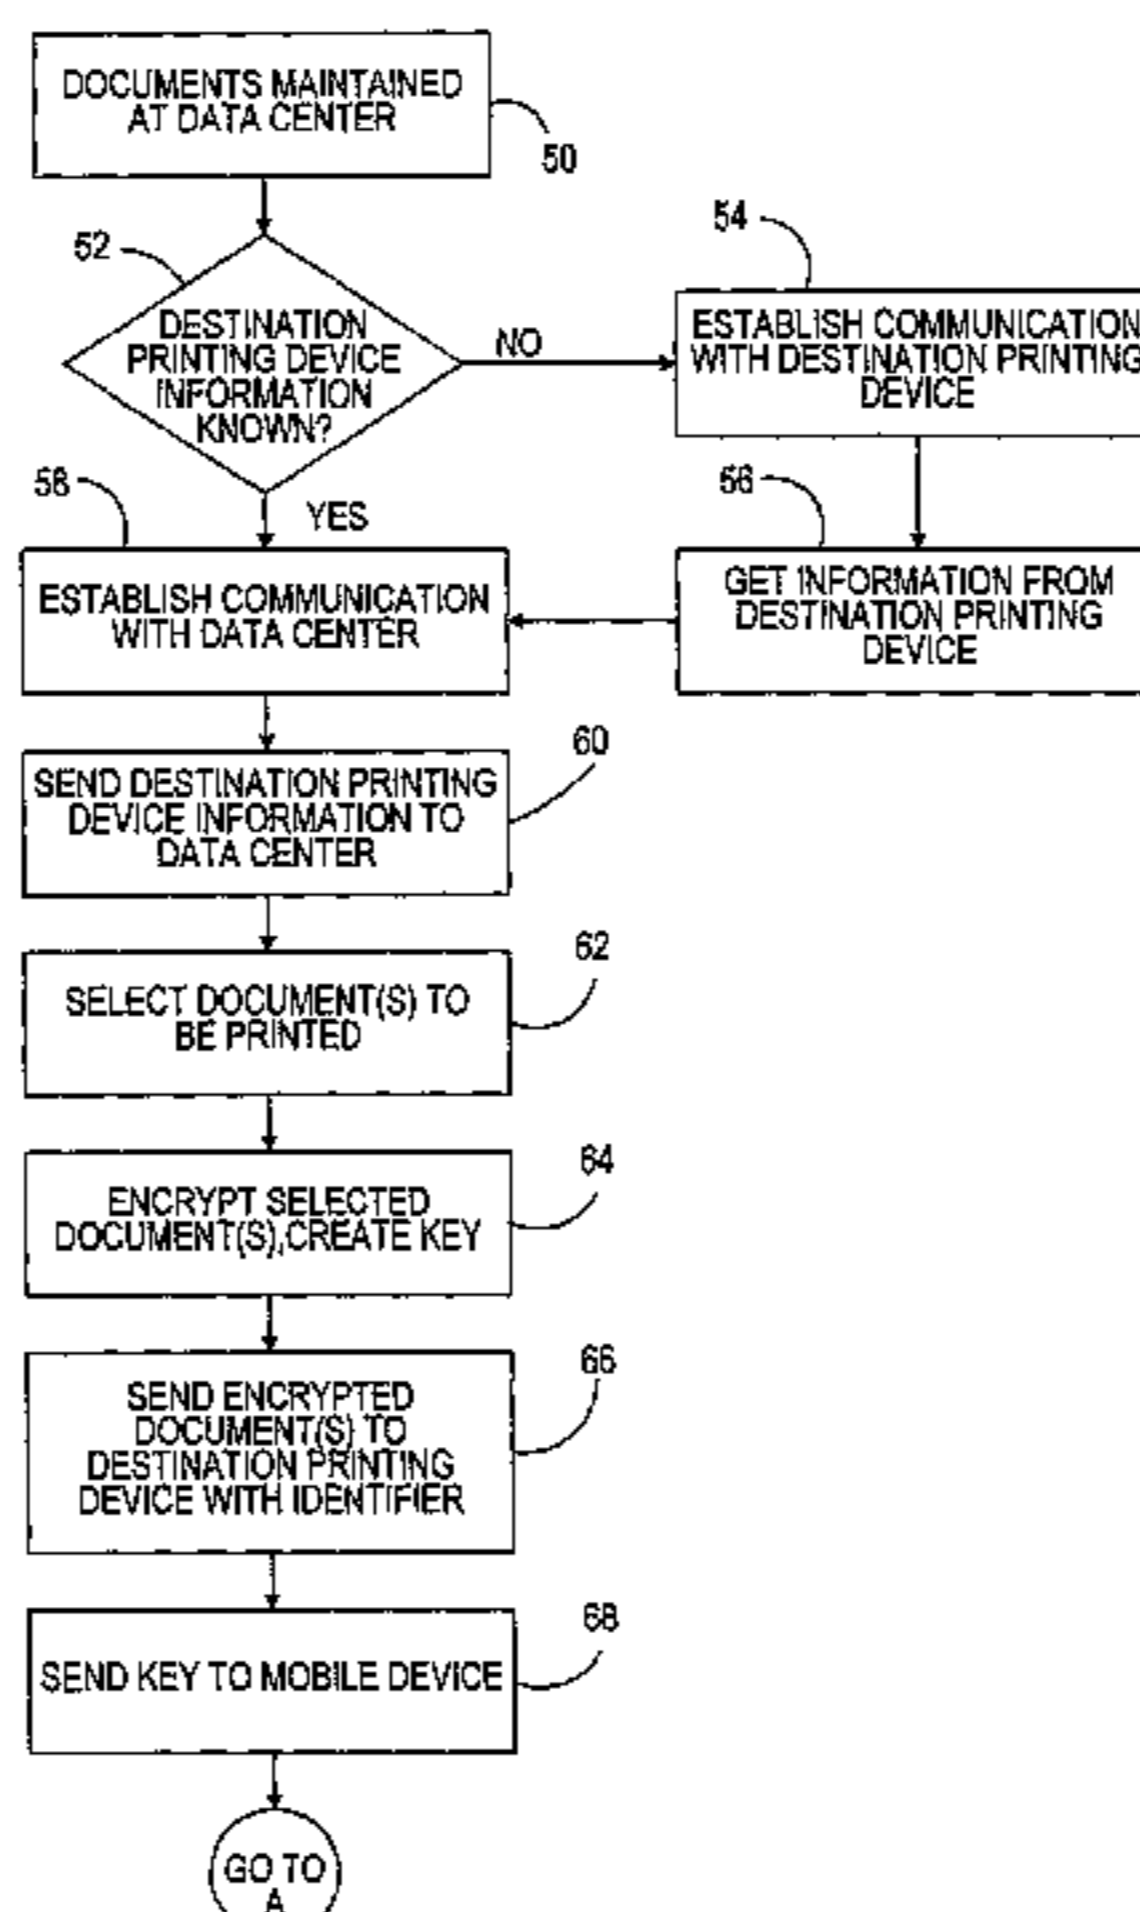 DOCUMENTS MAINTAINED
AT DATA CENTER
50
52
DESTINATION
PRINTING DEVICE
INFORMATION
KNOWN?
NO
54
ESTABLISH COMMUNICATION
WITH DESTINATION PRINTING
DEVICE
YES
56
GET INFORMATION FROM
DESTINATION PRINTING
DEVICE
58
ESTABLISH COMMUNICATION
WITH DATA CENTER
60
SEND DESTINATION PRINTING
DEVICE INFORMATION TO
DATA CENTER
62
SELECT DOCUMENT(S) TO
BE PRINTED
64
ENCRYPT SELECTED
DOCUMENT(S),CREATE KEY
66
SEND ENCRYPTED
DOCUMENT(S) TO
DESTINATION PRINTING
DEVICE WITH IDENTIFIER
68
SEND KEY TO MOBILE DEVICE
GO TO
A